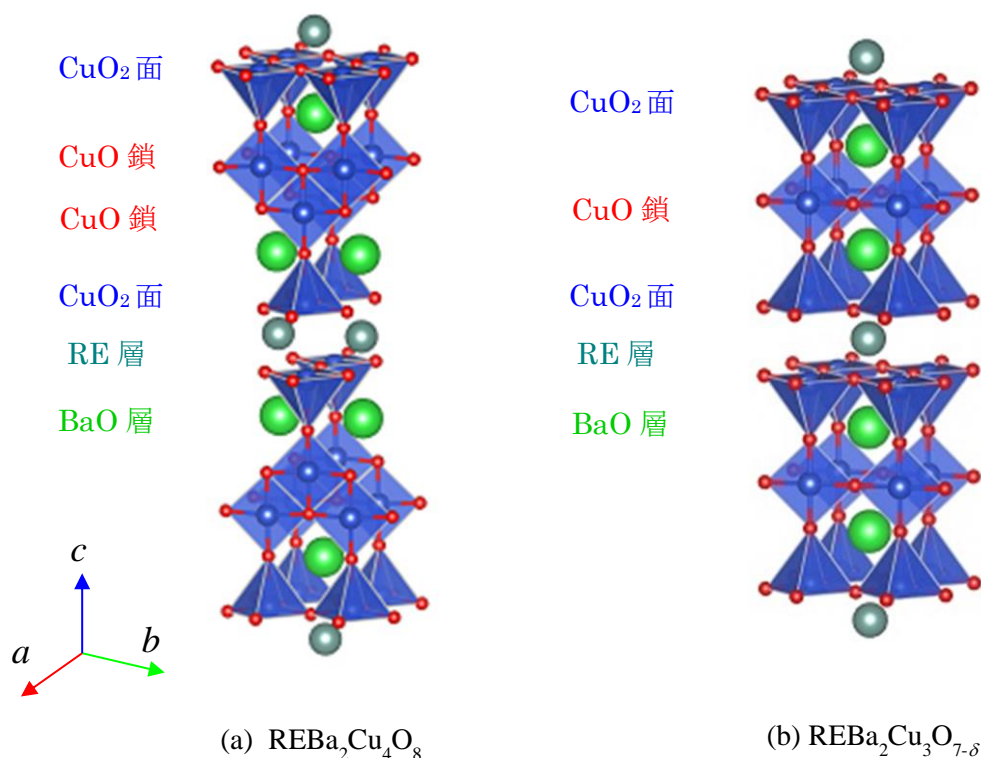 CuO₂ 面
CuO 鎖
CuO 鎖
CuO₂ 面
RE 層
BaO 層
CuO₂ 面
CuO 鎖
CuO₂ 面
RE 層
BaO 層
c
a
b
(a) REBa₂Cu₄O₈
(b) REBa₂Cu₃O₇₋δ